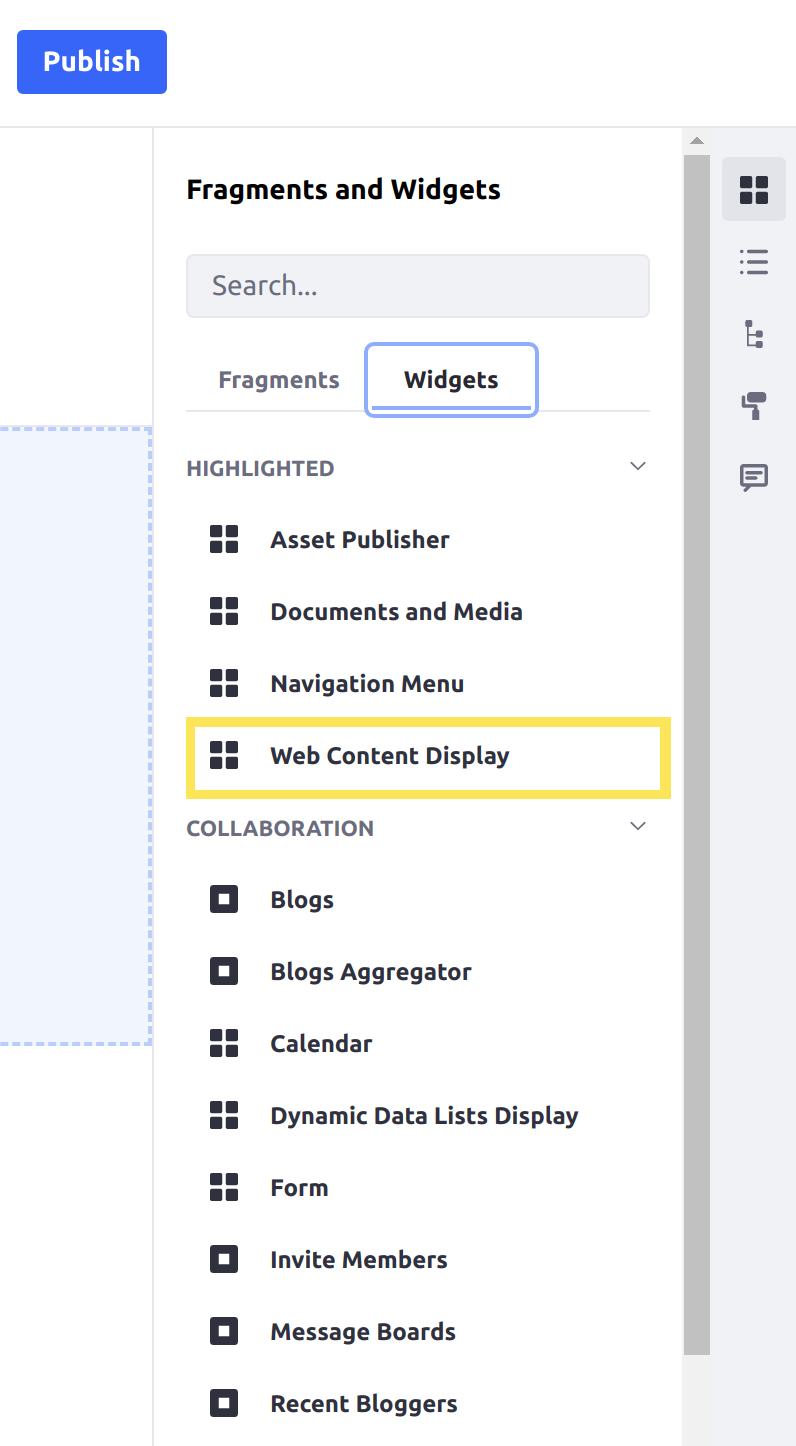 Publish
Fragments and Widgets
Search...
Fragments
Widgets
HIGHLIGHTED
Asset Publisher
Documents and Media
Navigation Menu
Web Content Display
COLLABORATION
Blogs
Blogs Aggregator
Calendar
Dynamic Data Lists Display
Form
Invite Members
Message Boards
Recent Bloggers